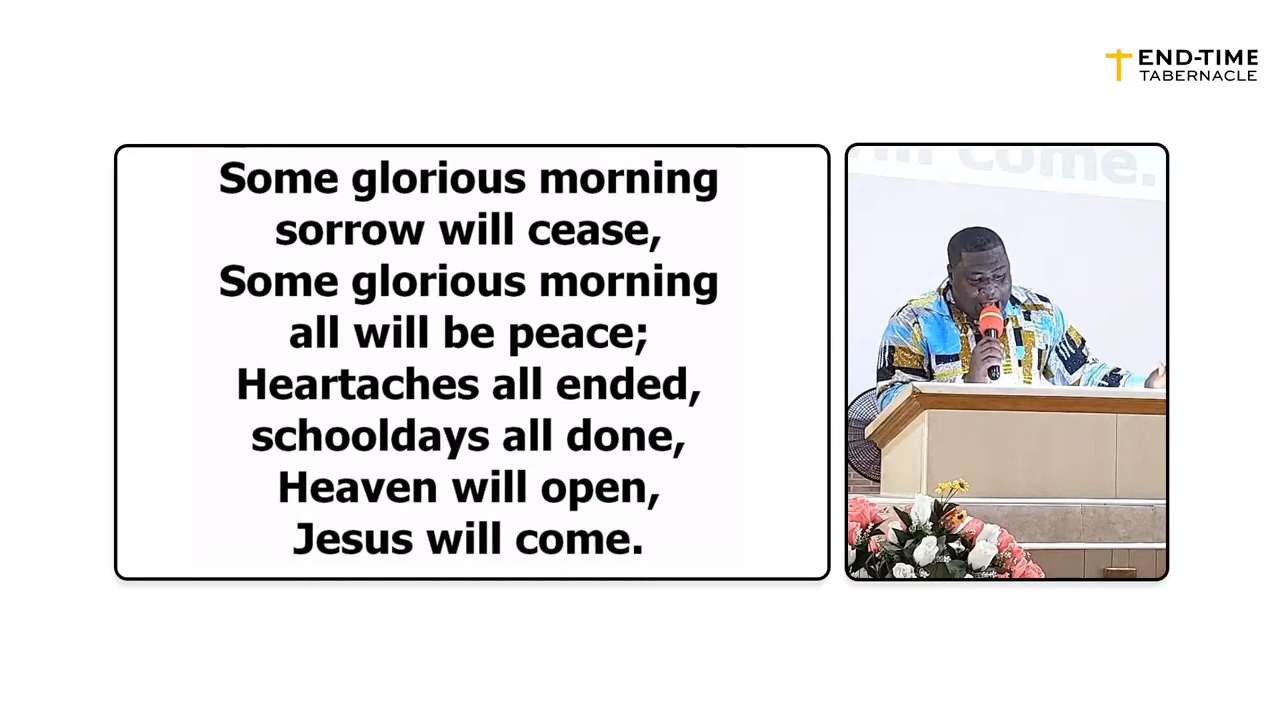 END-TIME
TABERNACLE
Some glorious morning
sorrow will cease,
Some glorious morning
all will be peace;
Heartaches all ended,
schooldays all done,
Heaven will open,
Jesus will come.
come.